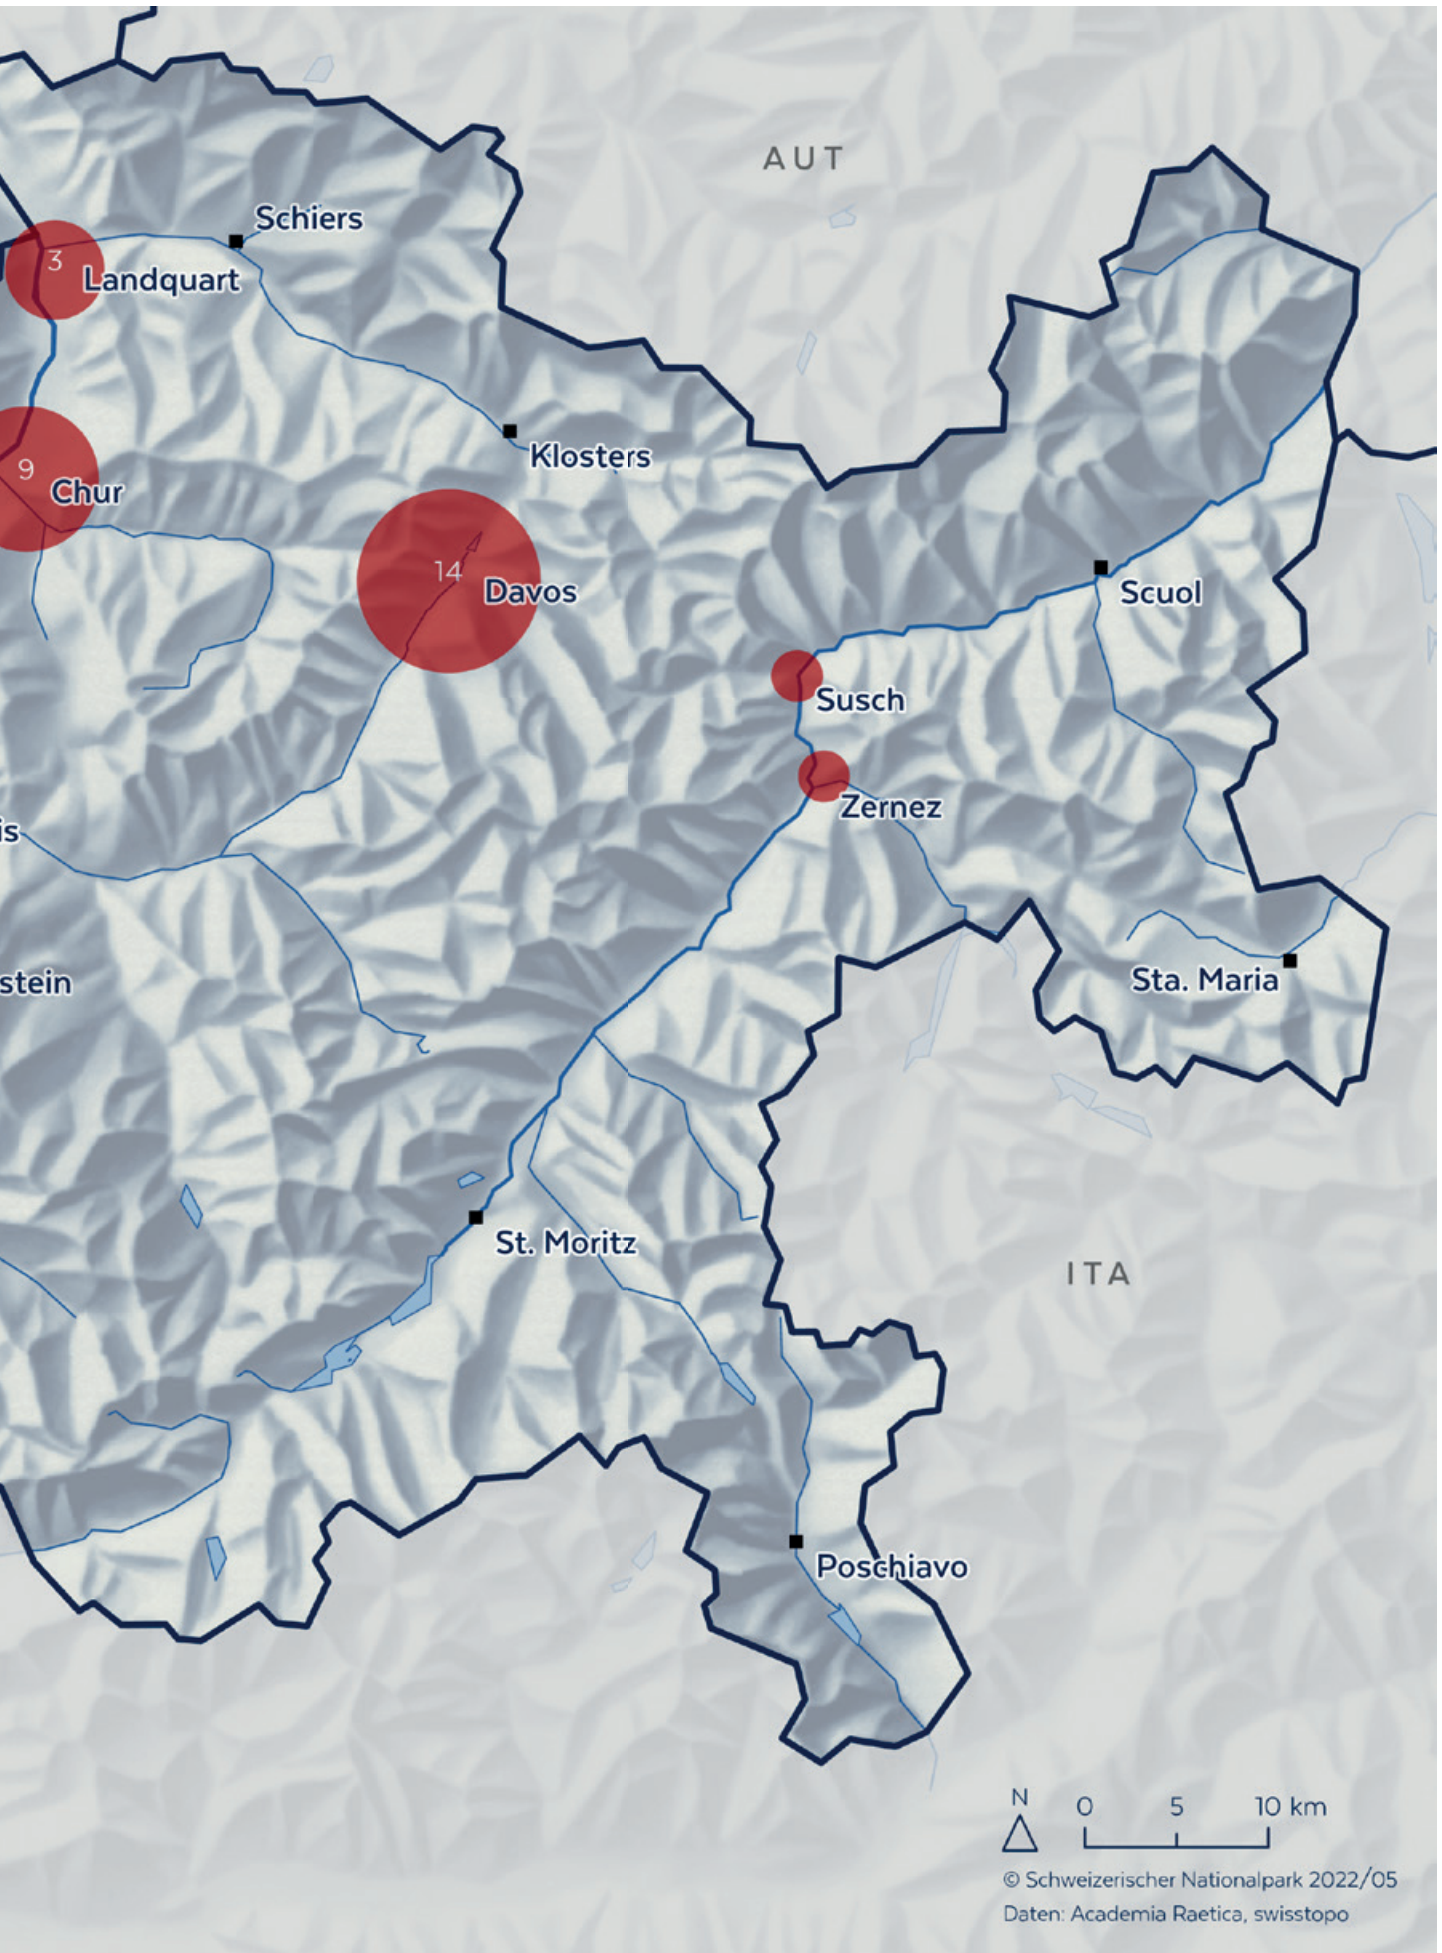 AUT
Schiers
3
Landquart
Klosters
9
Chur
14
Davos
Scuol
Susch
Zernez
is
stein
Sta. Maria
St. Moritz
ITA
Poschiavo
N
0 5 10 km
© Schweizerischer Nationalpark 2022/05
Daten: Academia Raetica, swisstopo